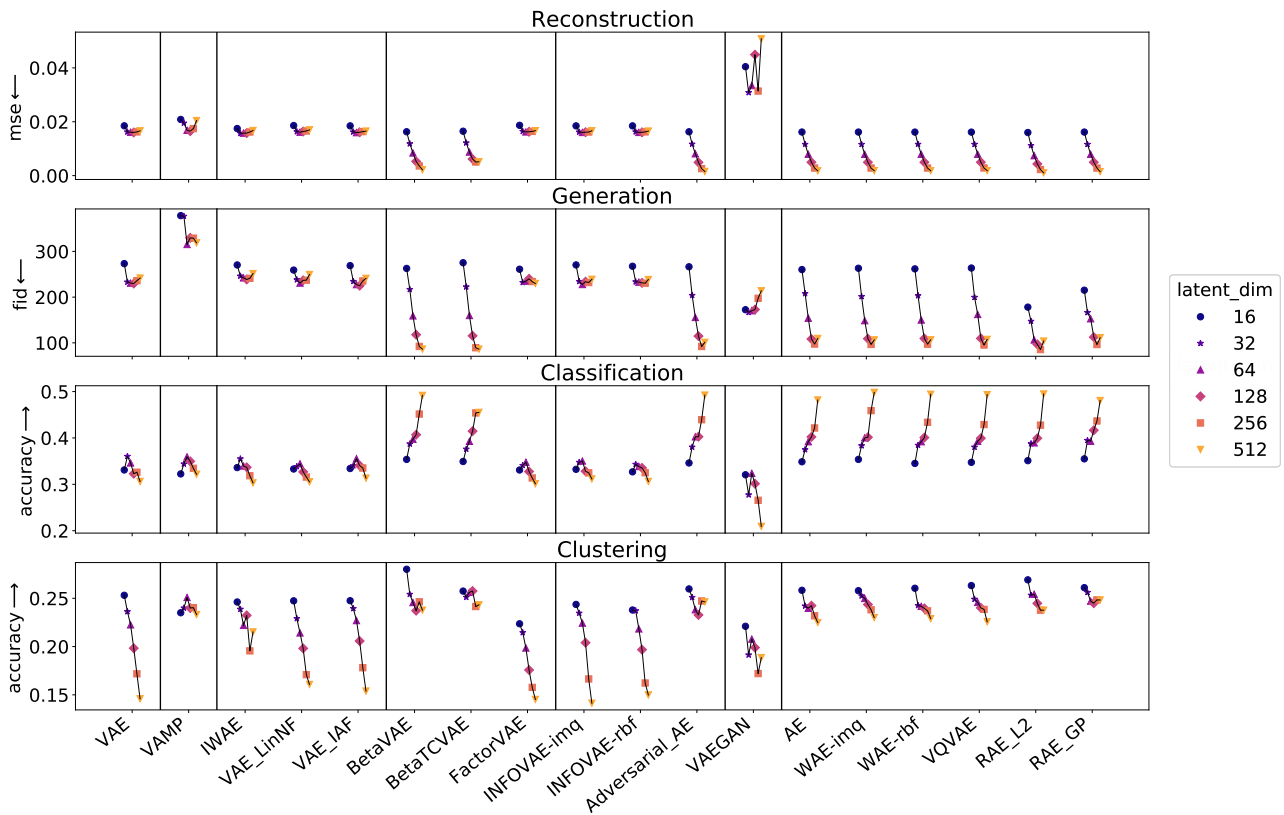 Reconstruction
mse ←
0.04
0.02
0.00
Generation
fid ←
300
200
100
Classification
accuracy →
0.5
0.4
0.3
0.2
Clustering
accuracy →
0.25
0.20
0.15
VAE
VAMP
IWAE
VAE_LinNF
VAE_IAF
BetaVAE
BetaTCVAE
FactorVAE
INFOVAE-imq
INFOVAE-rbf
Adversarial_AE
VAEGAN
AE
WAE-imq
WAE-rbf
VQVAE
RAE_L2
RAE_GP
latent_dim
16
32
64
128
256
512